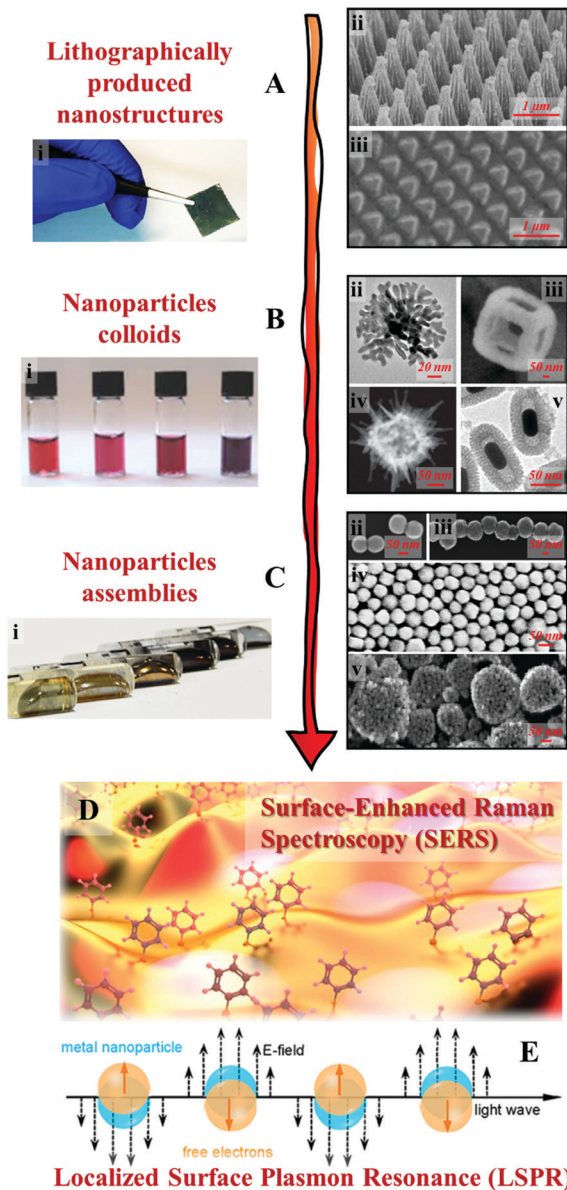 Lithographically
produced
nanostructures
A
i
ii
1 μm
iii
1 μm
Nanoparticles
colloids
B
i
ii
20 nm
iii
50 nm
iv
50 nm
v
50 nm
Nanoparticles
assemblies
C
i
ii
50 nm
iii
50 nm
iv
50 nm
v
50 nm
D
Surface-Enhanced Raman
Spectroscopy (SERS)
E
metal nanoparticle
E-field
light wave
free electrons
Localized Surface Plasmon Resonance (LSPR)